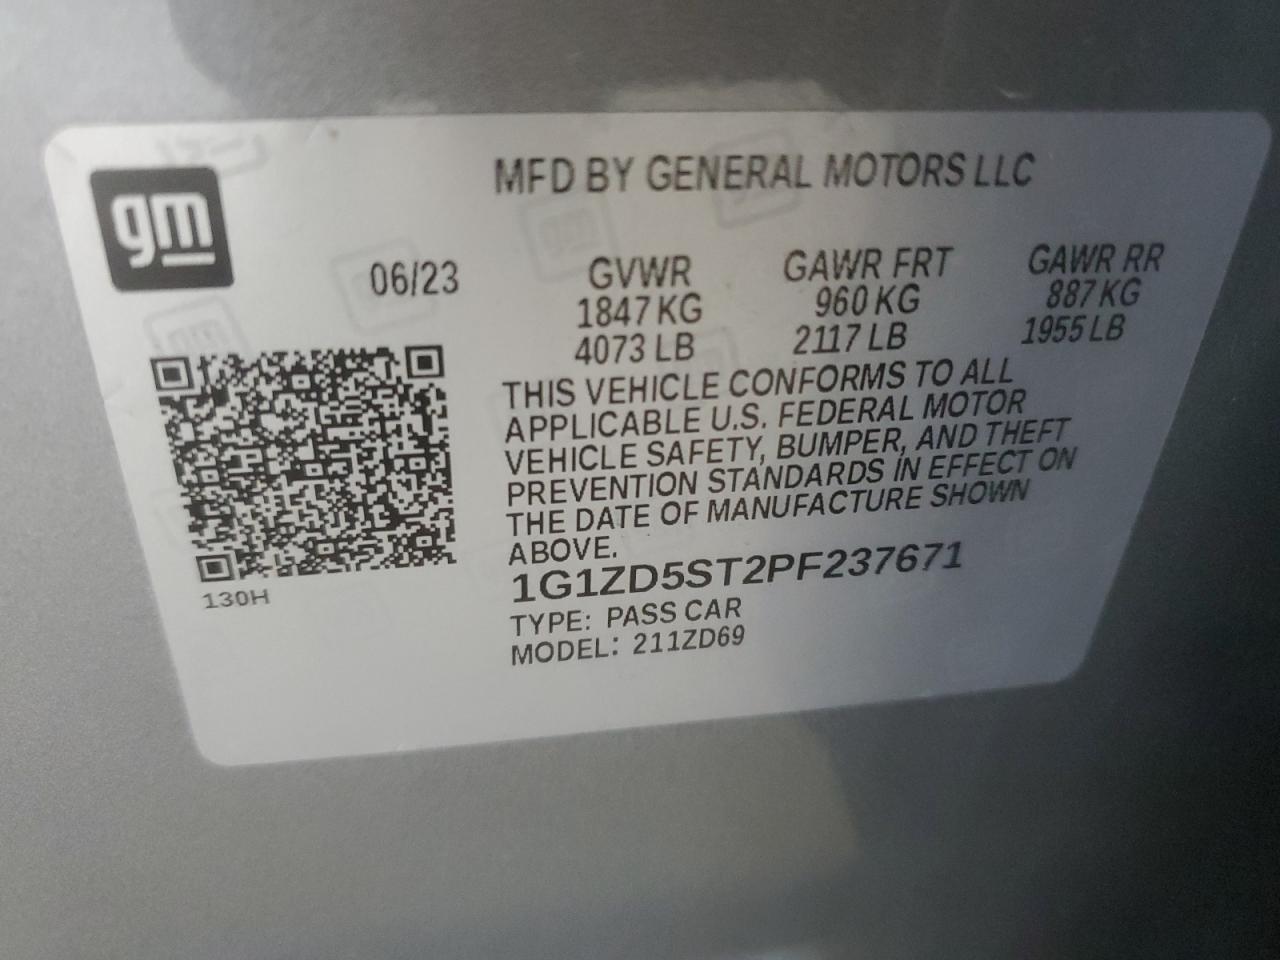 gm
MFD BY GENERAL MOTORS LLC
06/23 GVWR GAWR FRT GAWR RR
1847 KG 960 KG 887 KG
4073 LB 2117 LB 1955 LB
THIS VEHICLE CONFORMS TO ALL
APPLICABLE U.S. FEDERAL MOTOR
VEHICLE SAFETY, BUMPER, AND THEFT
PREVENTION STANDARDS IN EFFECT ON
THE DATE OF MANUFACTURE SHOWN
ABOVE.
1G1ZD5ST2PF237671
130H
TYPE: PASS CAR
MODEL: 211ZD69